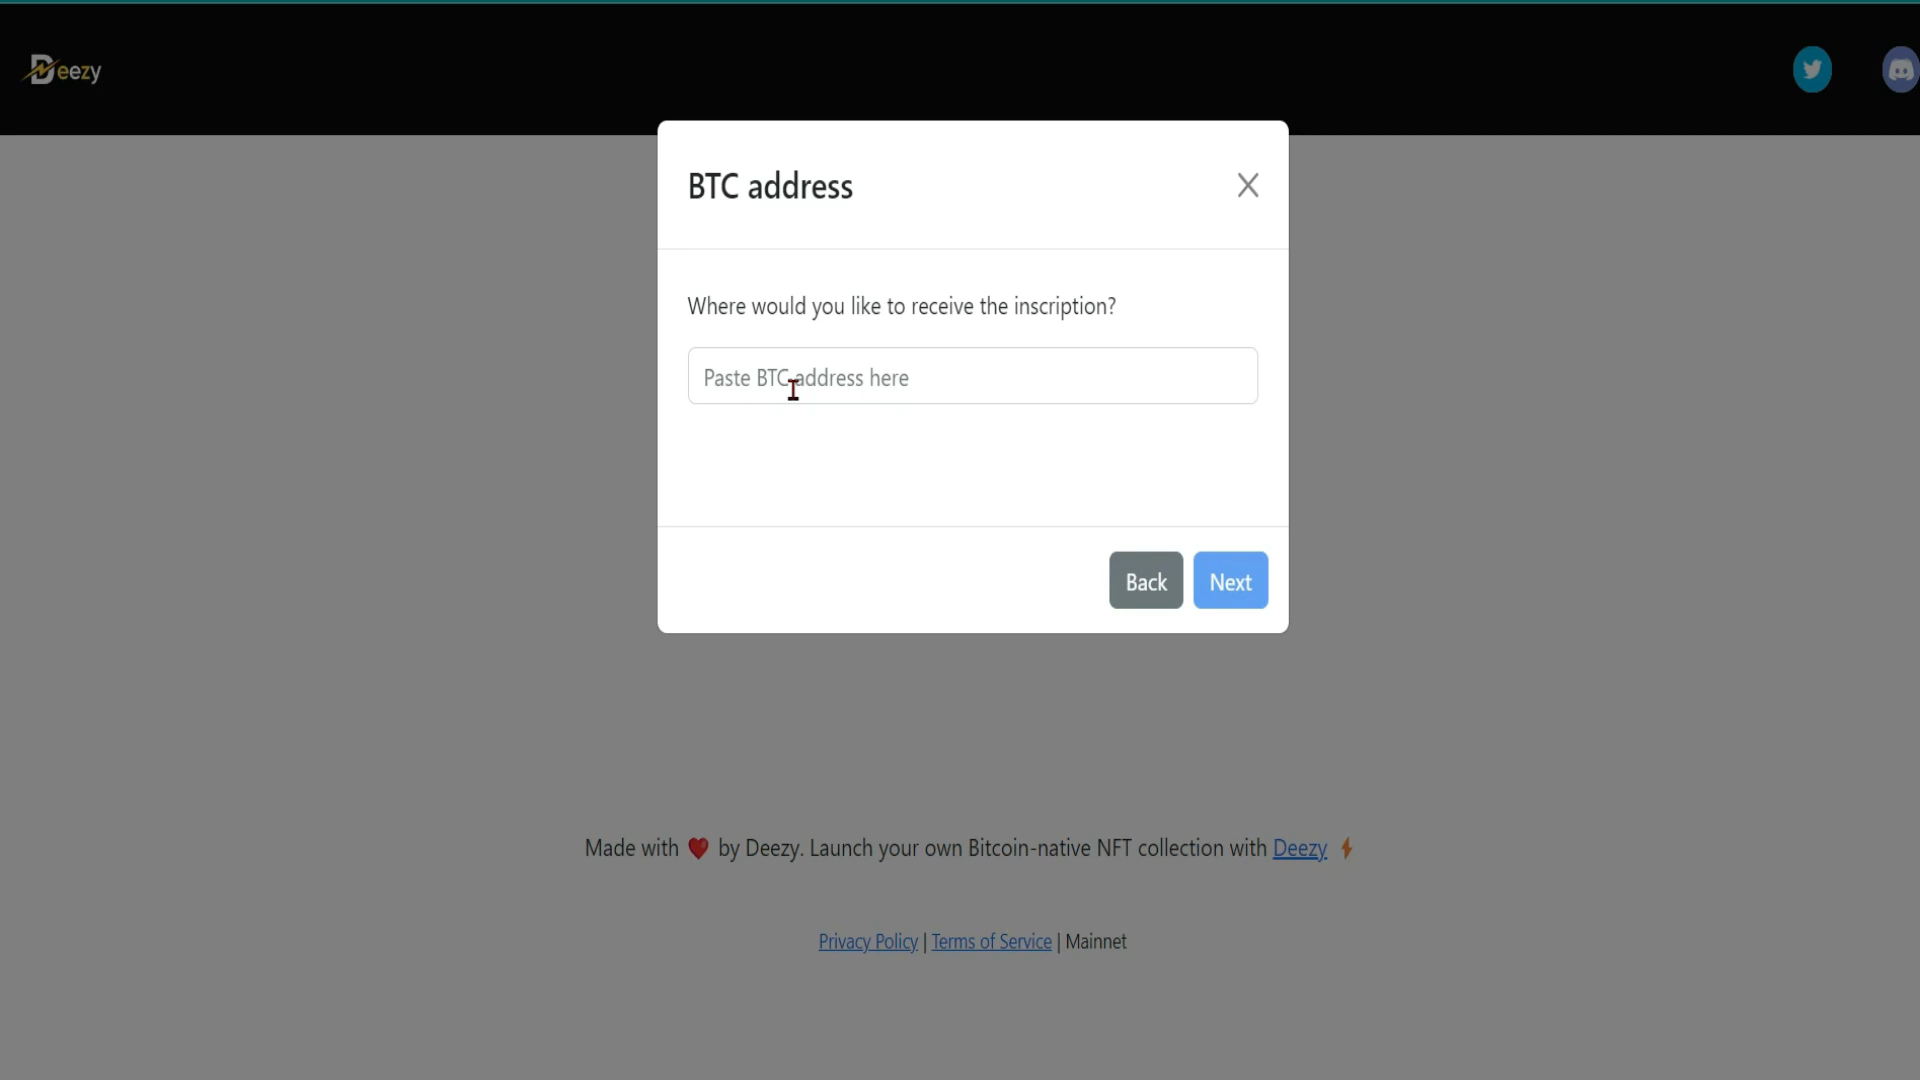 Deezy
BTC address
Where would you like to receive the inscription?
Paste BTC address here
Back
Next
Made with ❤️ by Deezy. Launch your own Bitcoin-native NFT collection with Deezy ⚡
Privacy Policy | Terms of Service | Mainnet